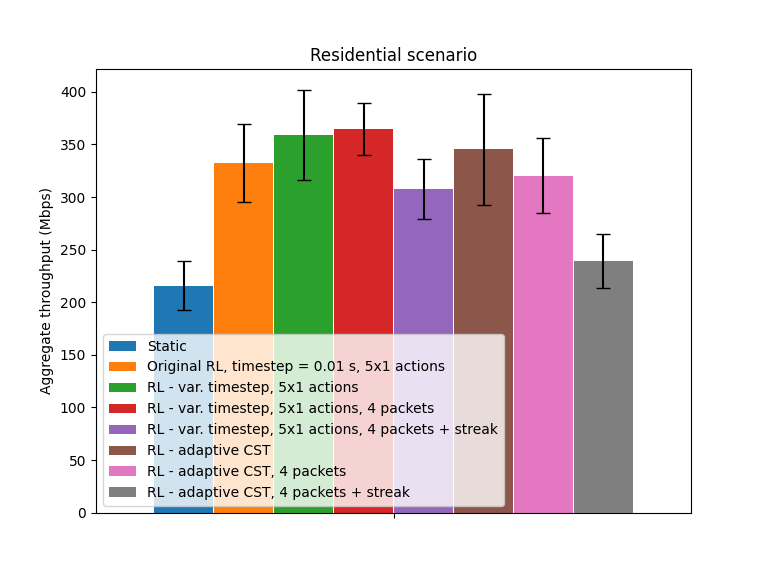 Residential scenario
Aggregate throughput (Mbps)
400
350
300
250
200
150
100
50
0
Static
Original RL, timestep = 0.01 s, 5x1 actions
RL - var. timestep, 5x1 actions
RL - var. timestep, 5x1 actions, 4 packets
RL - var. timestep, 5x1 actions, 4 packets + streak
RL - adaptive CST
RL - adaptive CST, 4 packets
RL - adaptive CST, 4 packets + streak